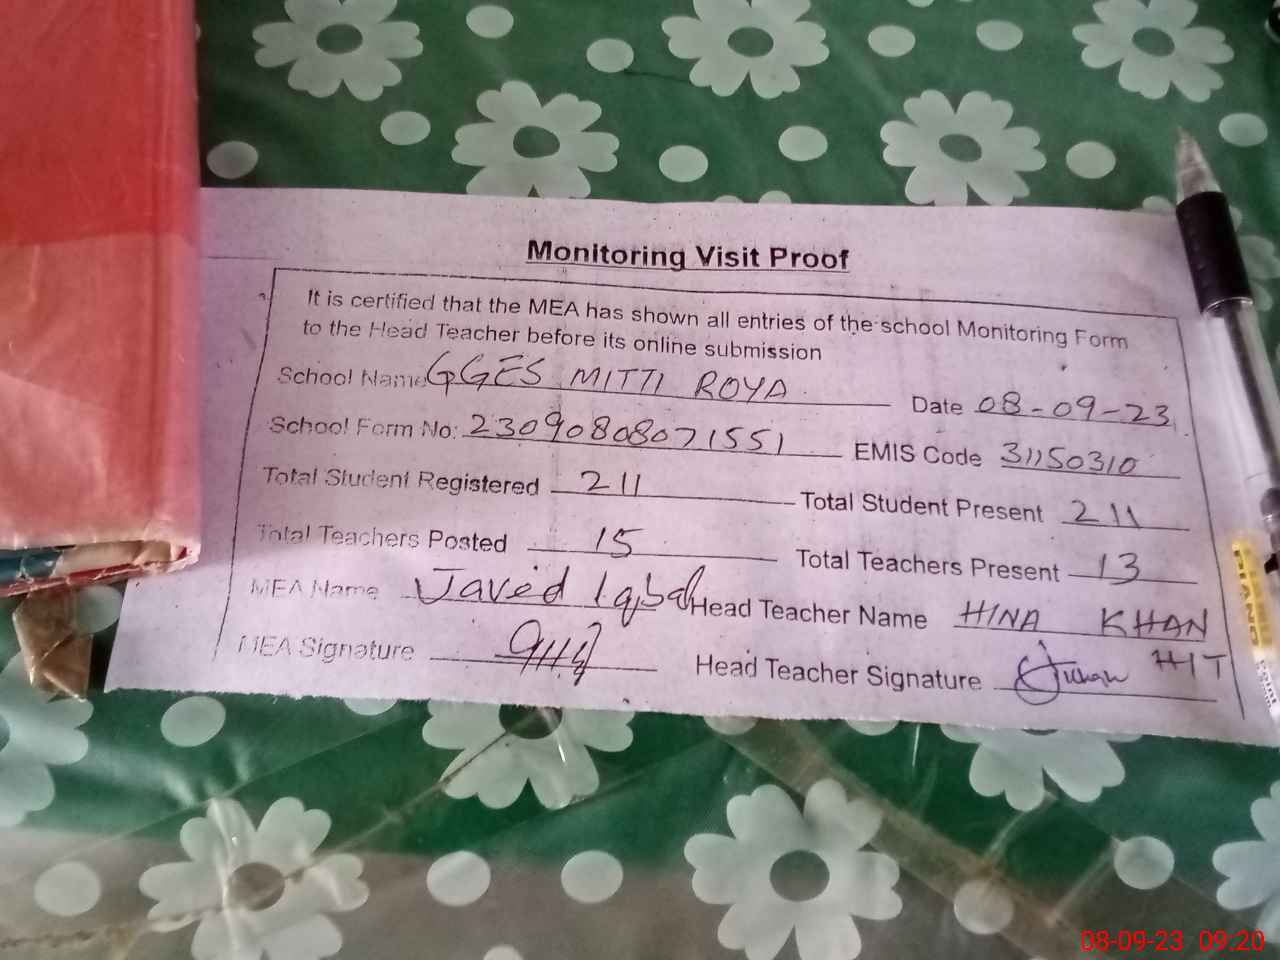 Monitoring Visit Proof
It is certified that the MEA has shown all entries of the school Monitoring Form
to the Head Teacher before its online submission
School Name GGES MITTI ROYA Date 08-09-23
School Form No: 23090808071551 EMIS Code 31150310
Total Student Registered 211 Total Student Present 211
Total Teachers Posted 15 Total Teachers Present 13
MEA Name Javed Iqbal Head Teacher Name HINA KHAN
MEA Signature Head Teacher Signature HIT
PIANO
08-09-23 09:20